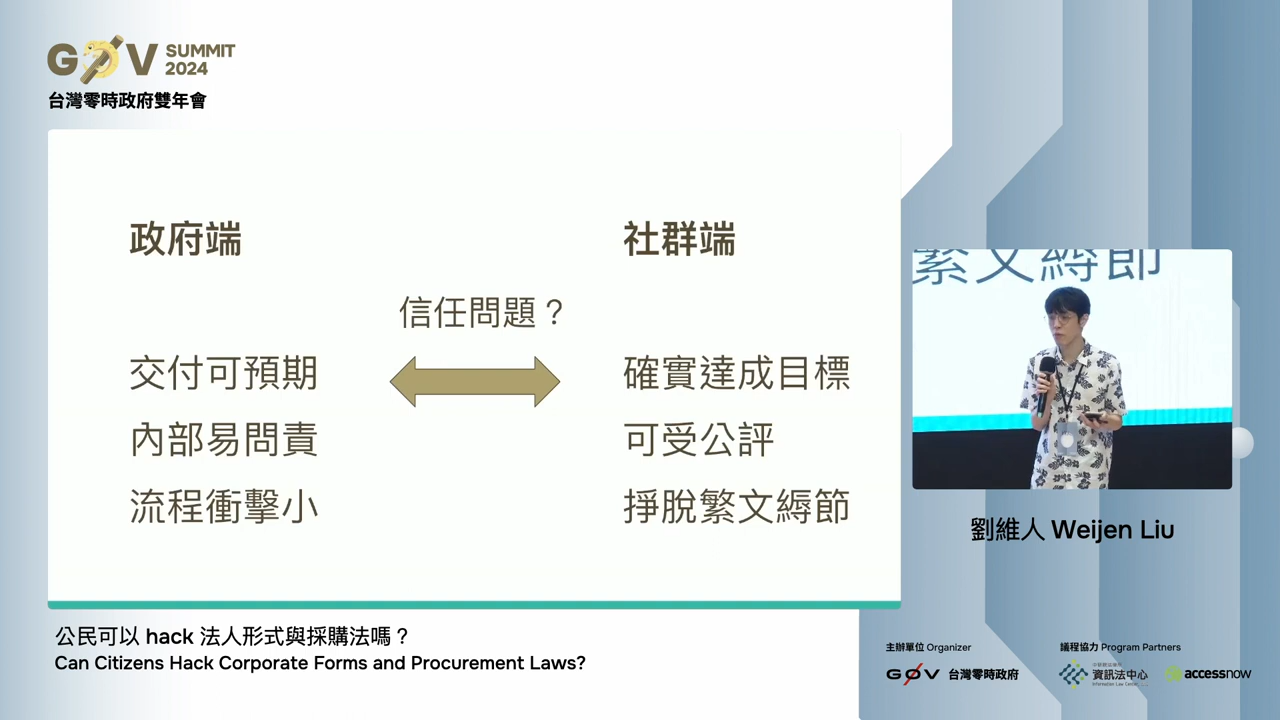 G0V SUMMIT 2024
台灣零時政府雙年會
政府端
社群端
信任問題？
交付可預期
確實達成目標
內部易問責
可受公評
流程衝擊小
掙脫繁文縟節
繁文縟節
劉維人 Weijen Liu
公民可以 hack 法人形式與採購法嗎？
Can Citizens Hack Corporate Forms and Procurement Laws?
主辦單位 Organizer
議程協力 Program Partners
G0V 台灣零時政府
資訊法中心
Information Law Center
accessnow